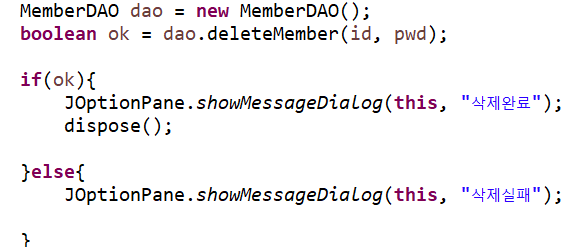 MemberDAO dao = new MemberDAO();
boolean ok = dao.deleteMember(id, pwd);
if(ok){
JOptionPane.showMessageDialog(this, "삭제완료");
dispose();
}else{
JOptionPane.showMessageDialog(this, "삭제실패");
}